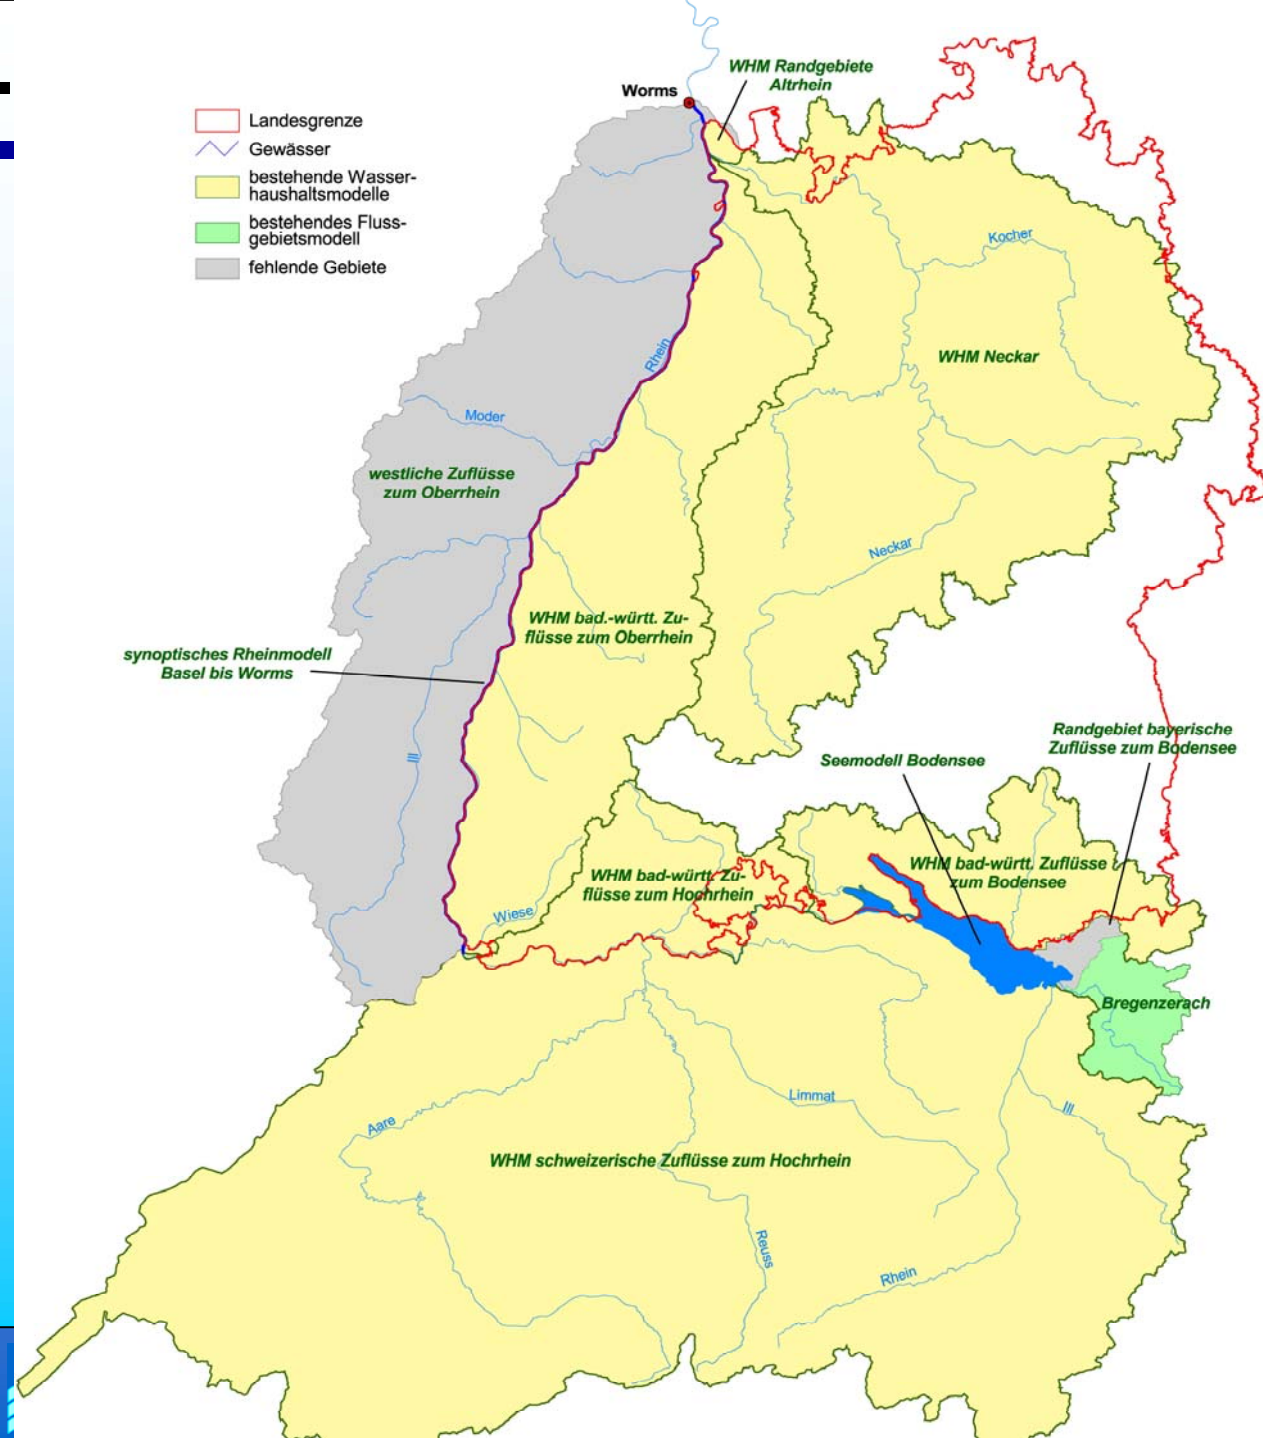 WHM Randgebiete
Altrhein
Worms
Landesgrenze
Gewässer
bestehende Wasser-
haushaltsmodelle
bestehendes Fluss-
gebietsmodell
fehlende Gebiete
Kocher
Rhein
WHM Neckar
Moder
westliche Zuflüsse
zum Oberrhein
Neckar
WHM bad.-württ. Zu-
flüsse zum Oberrhein
synoptisches Rheinmodell
Basel bis Worms
Ill
Randgebiet bayerische
Zuflüsse zum Bodensee
Seemodell Bodensee
WHM bad-württ. Zuflüsse
zum Bodensee
WHM bad-württ. Zu-
flüsse zum Hochrhein
Wiese
Bregenzerach
Limmat
Ill
Aare
WHM schweizerische Zuflüsse zum Hochrhein
Reuss
Rhein